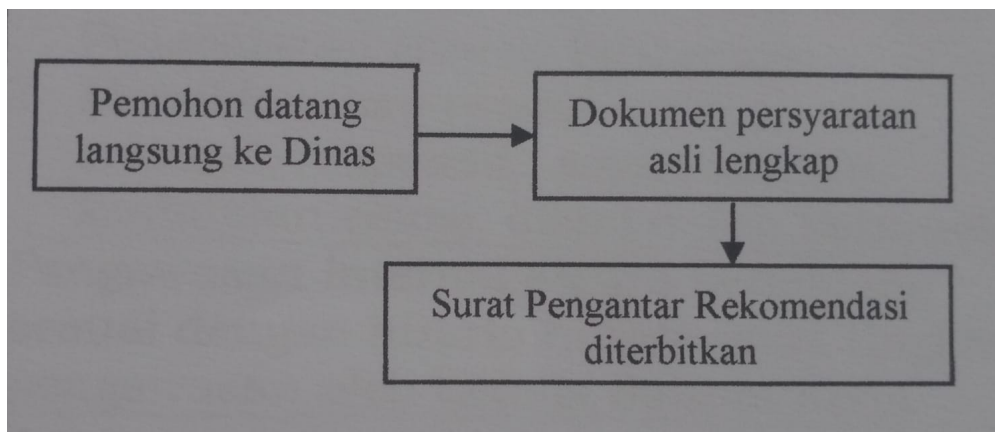 Pemohon datang
langsung ke Dinas
Dokumen persyaratan
asli lengkap
Surat Pengantar Rekomendasi
diterbitkan